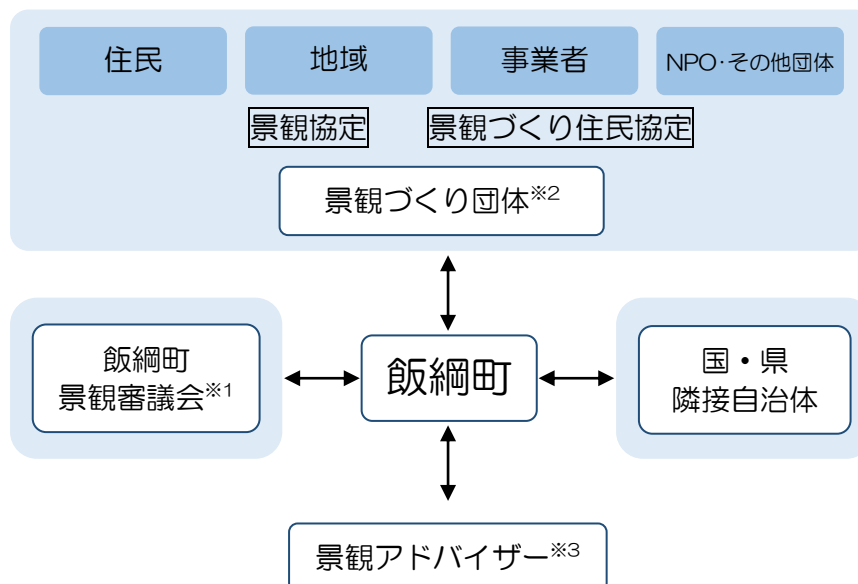 住民
地域
事業者
NPO･その他団体
景観協定
景観づくり住民協定
景観づくり団体※2
飯綱町
景観審議会※1
飯綱町
国・県
隣接自治体
景観アドバイザー※3